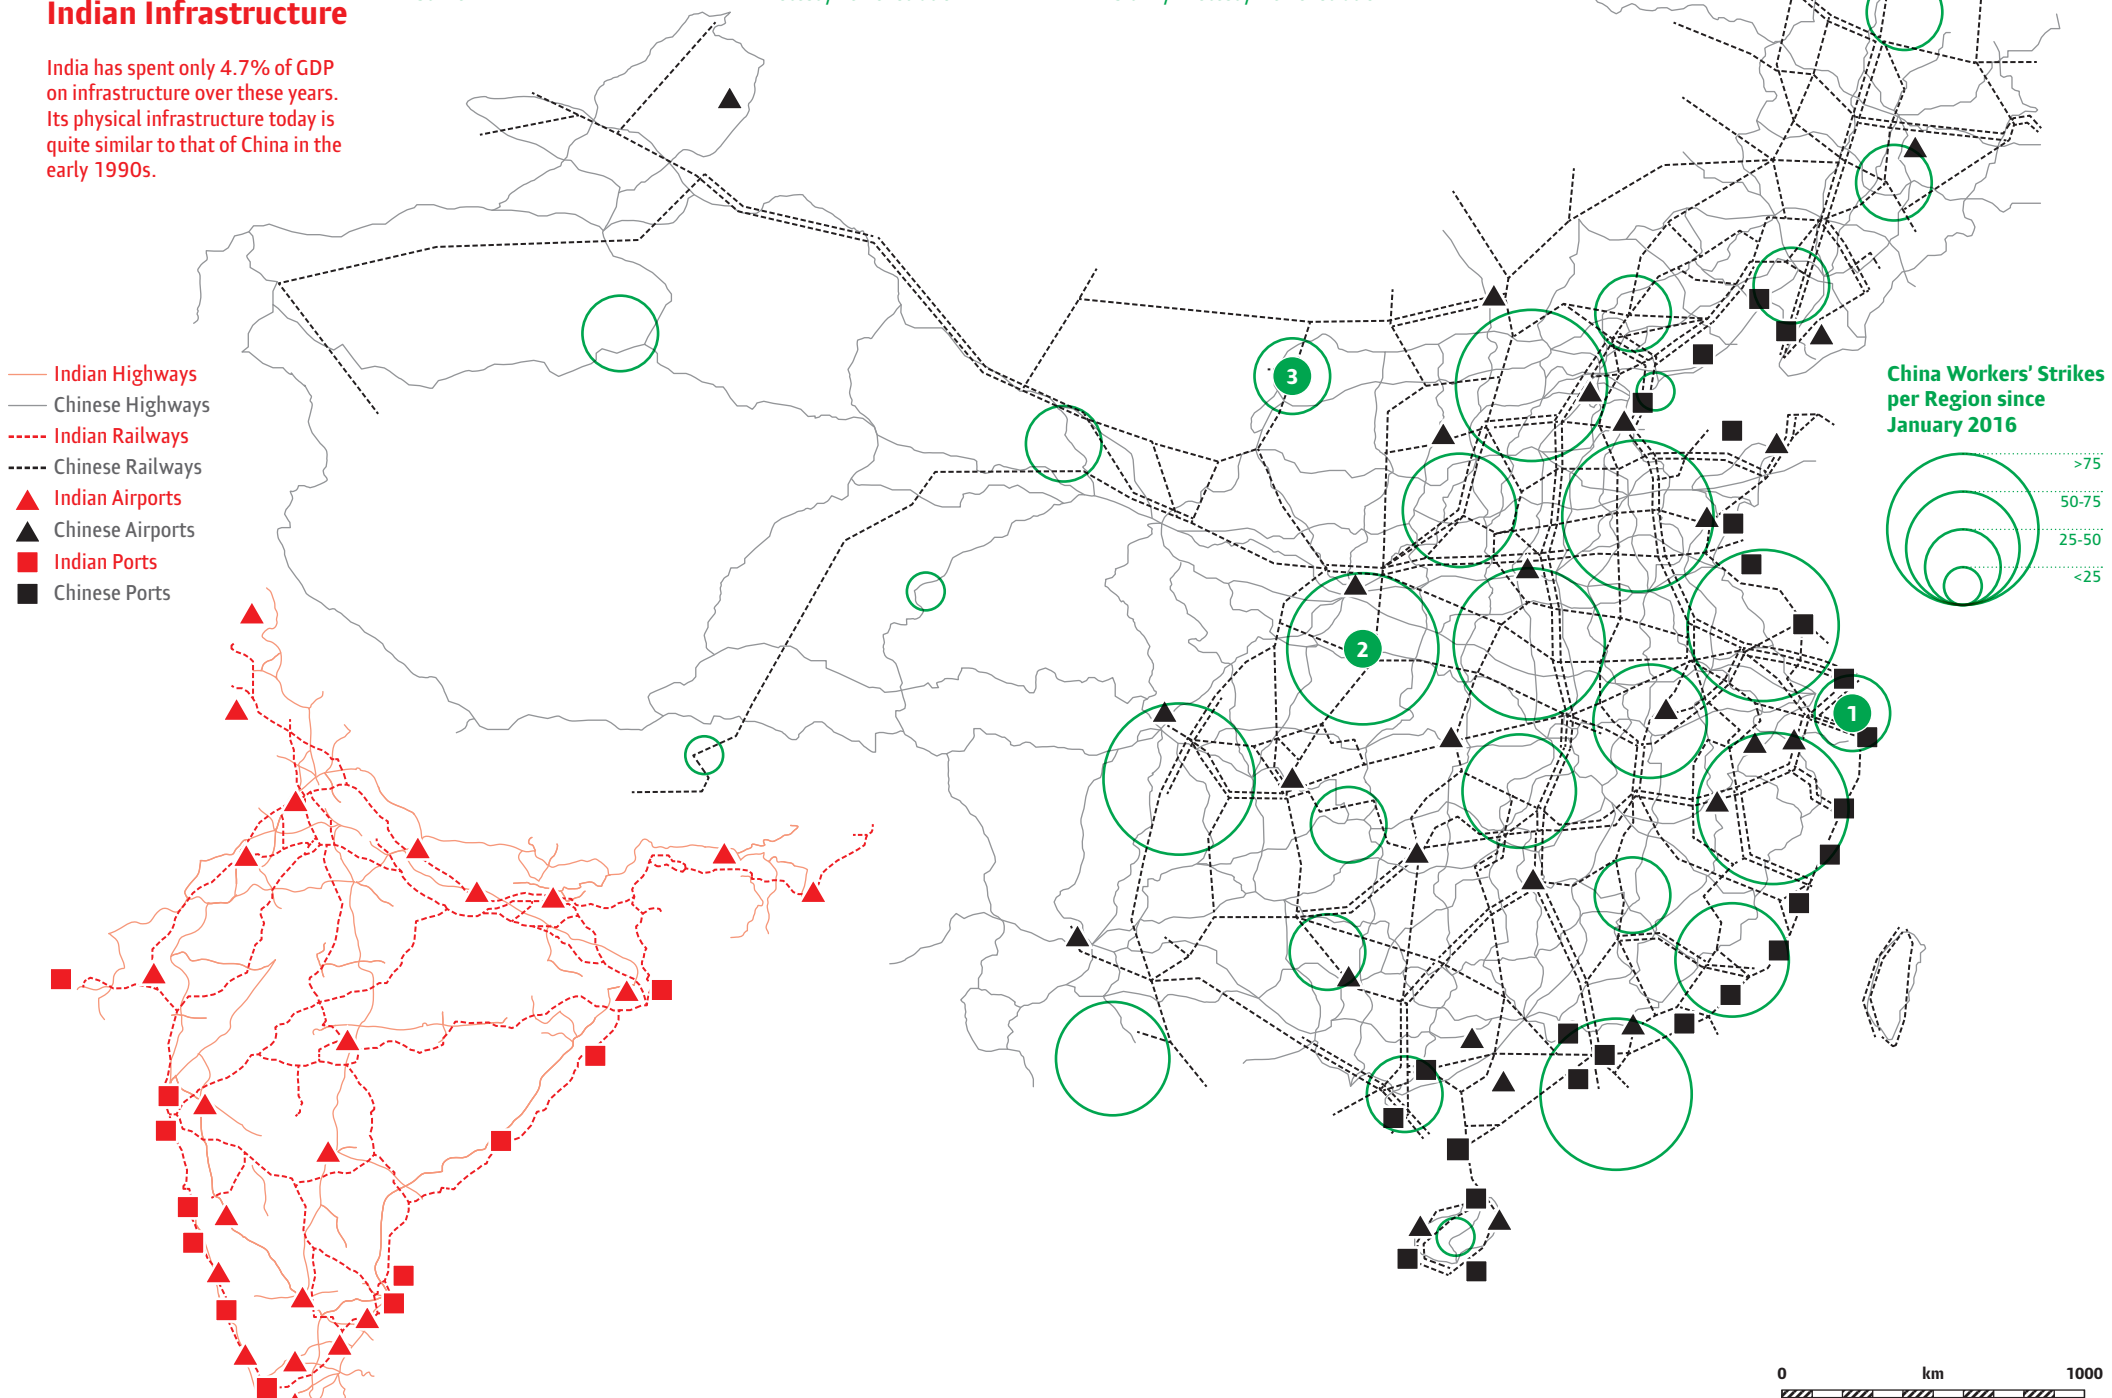 Indian Infrastructure
India has spent only 4.7% of GDP
on infrastructure over these years.
Its physical infrastructure today is
quite similar to that of China in the
early 1990s.
Indian Highways
Chinese Highways
Indian Railways
Chinese Railways
Indian Airports
Chinese Airports
Indian Ports
Chinese Ports
3
2
1
China Workers' Strikes
per Region since
January 2016
>75
50-75
25-50
<25
0 km 1000